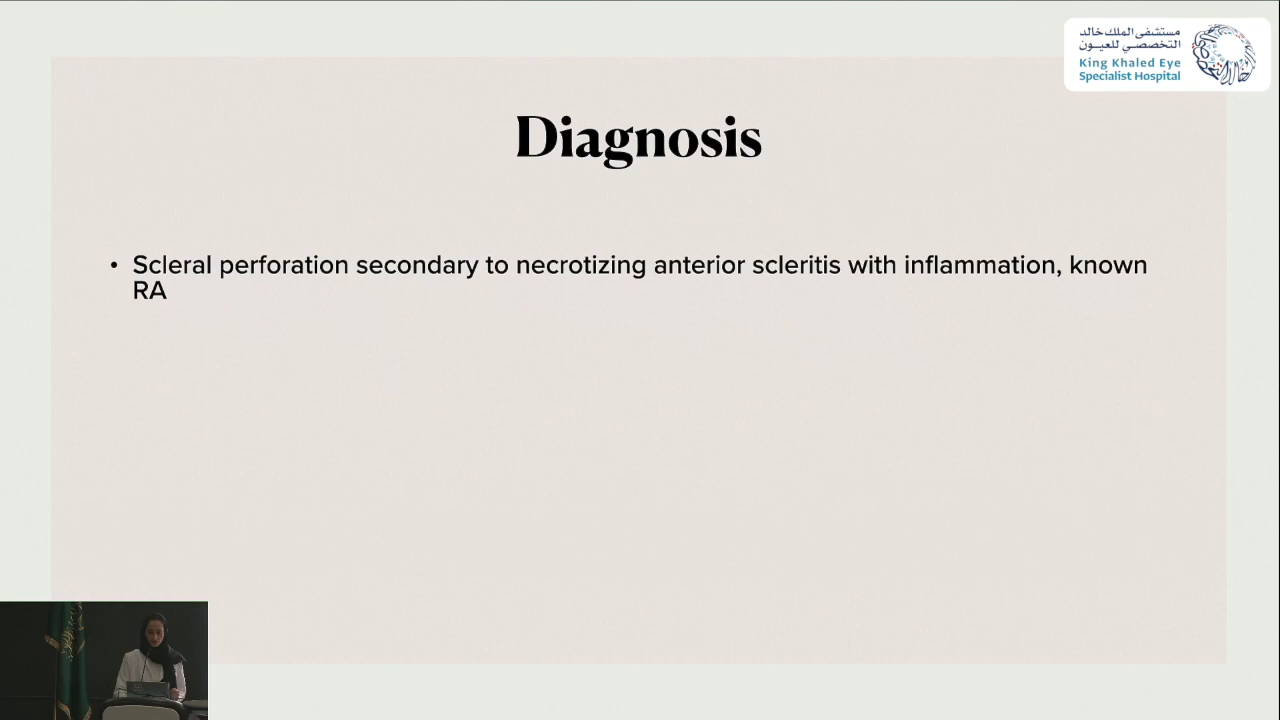 مستشفى الملك خالد
التخصصي للعيون
King Khaled Eye
Specialist Hospital
Diagnosis
• Scleral perforation secondary to necrotizing anterior scleritis with inflammation, known
RA